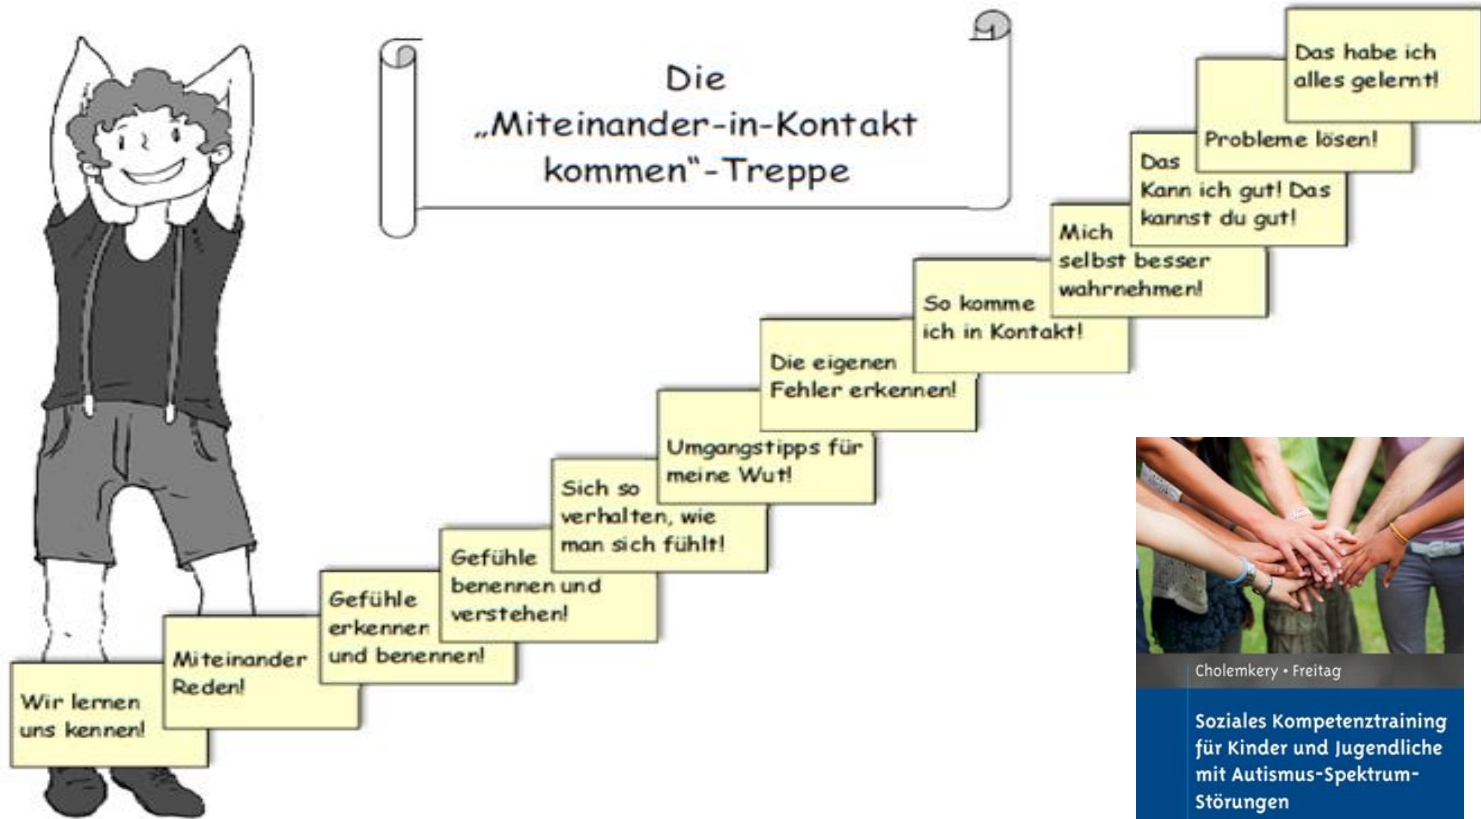 Die
„Miteinander-in-Kontakt
kommen“-Treppe
Wir lernen
uns kennen!
Miteinander
Reden!
Gefühle
erkennen
und benennen!
Gefühle
benennen und
verstehen!
Sich so
verhalten, wie
man sich fühlt!
Umgangstipps für
meine Wut!
Die eigenen
Fehler erkennen!
So komme
ich in Kontakt!
Mich
selbst besser
wahrnehmen!
Das
Kann ich gut! Das
kannst du gut!
Probleme lösen!
Das habe ich
alles gelernt!
Cholemkery • Freitag
Soziales Kompetenztraining
für Kinder und Jugendliche
mit Autismus-Spektrum-
Störungen